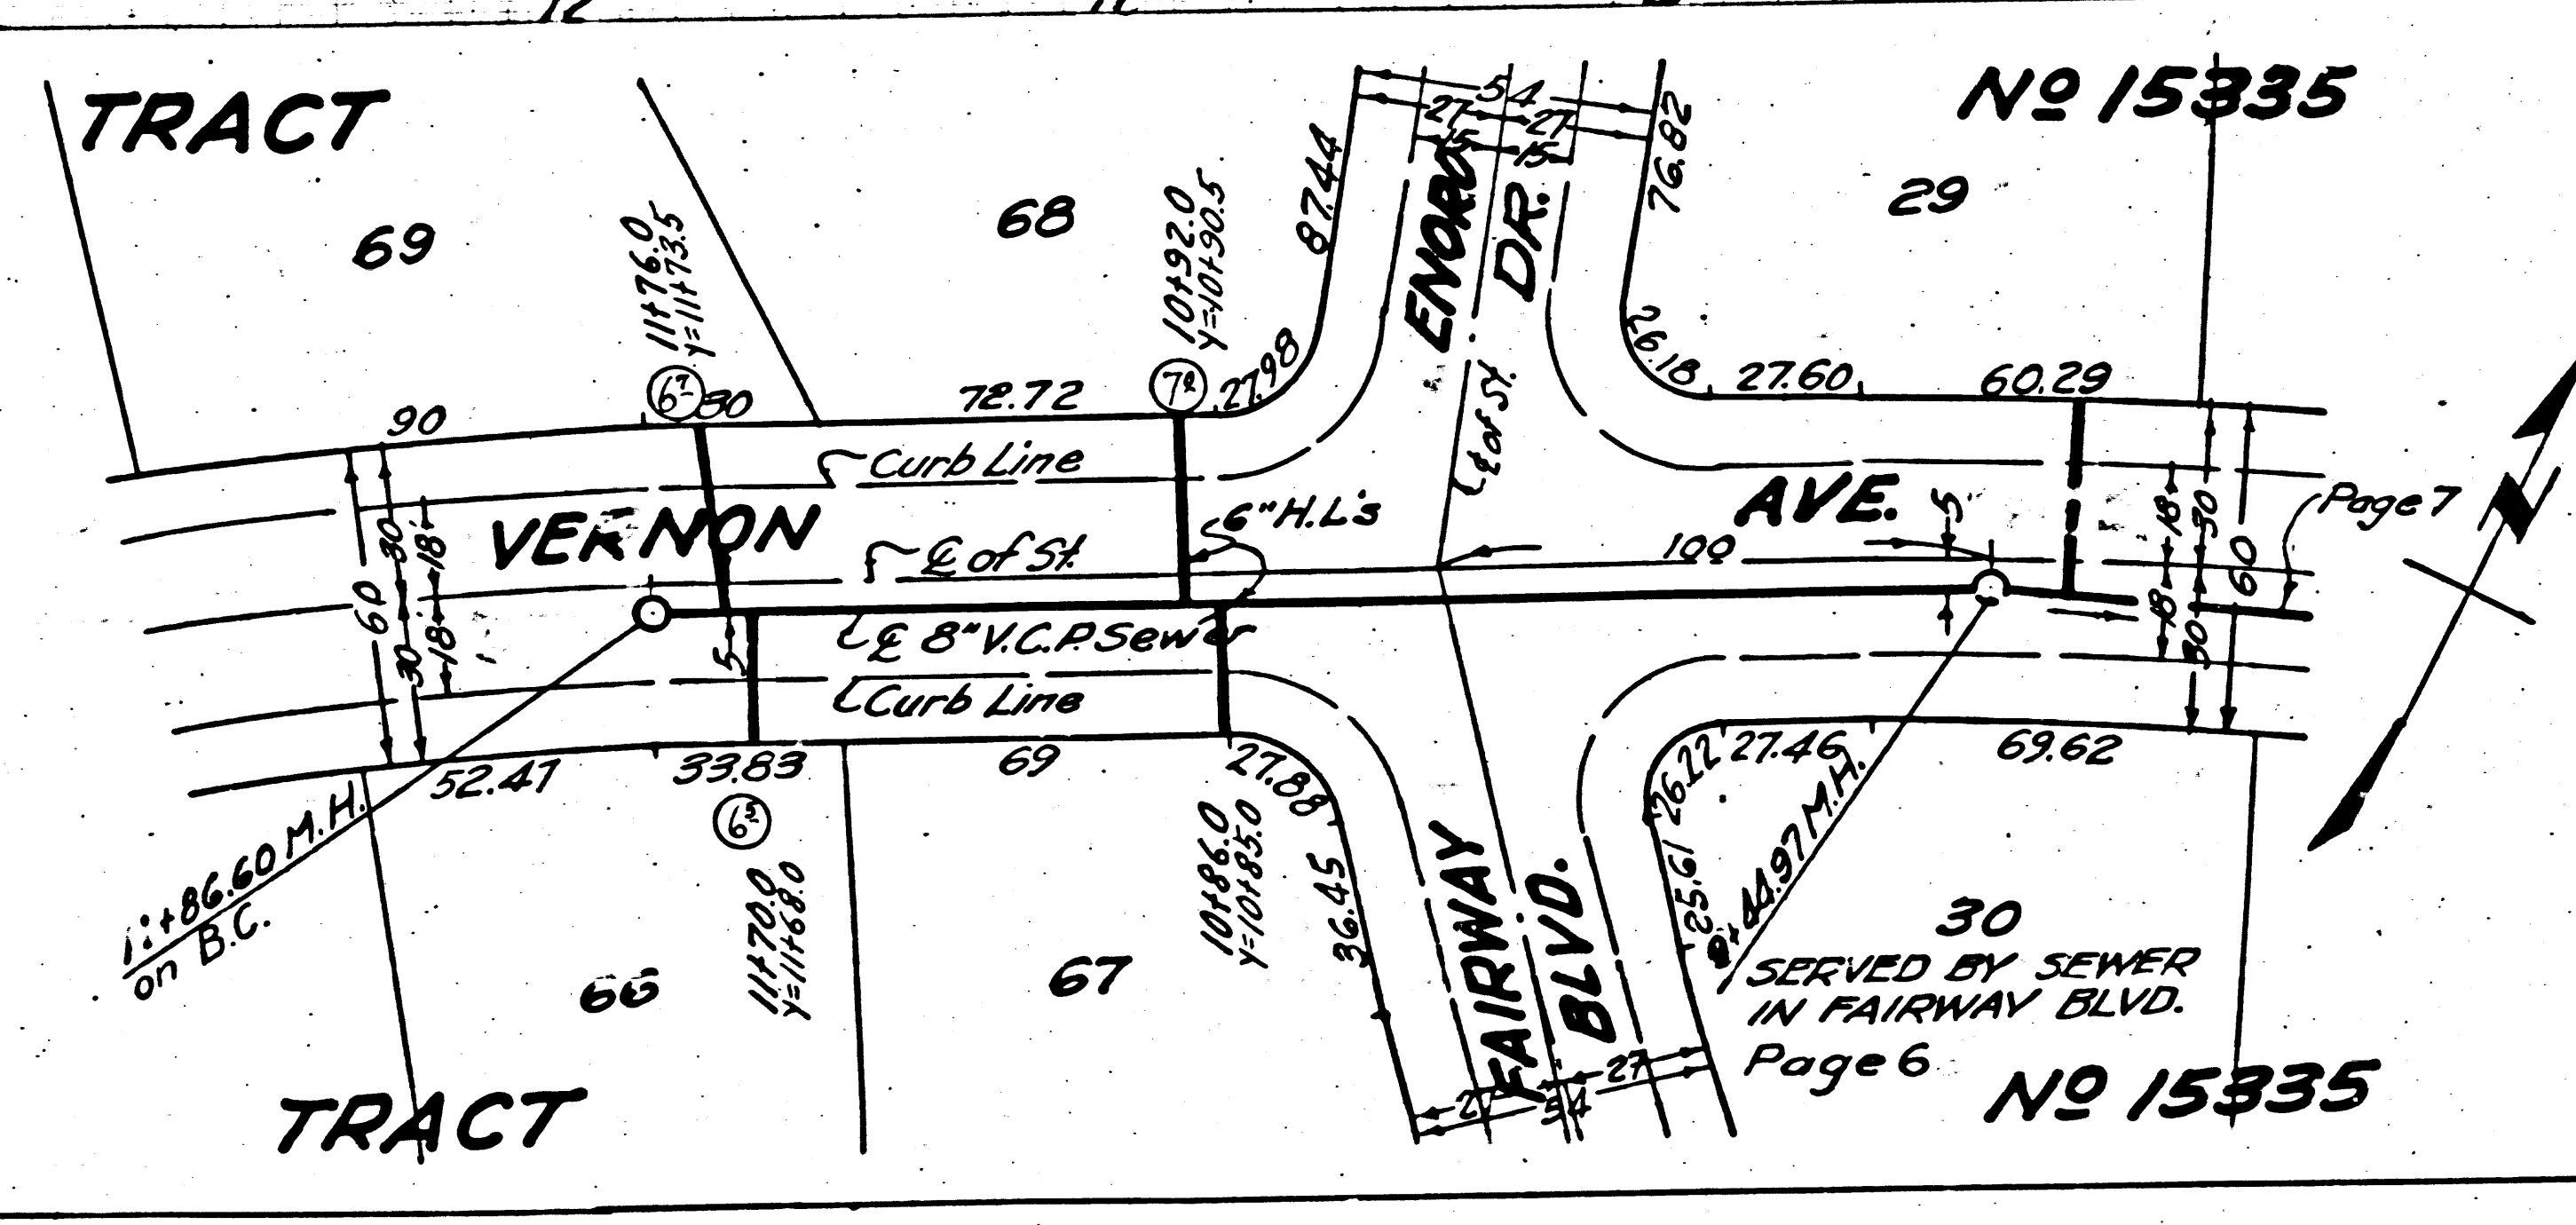 TRACT
Nº 15335
69
68
29
11+76.0
Y=11+73.5
10+92.0
Y=10+90.5
87.44
54
27
27
15
15
76.82
ENORO
DR.
90
30
72.72
27.98
26.18
27.60
60.29
Curb Line
VERNON
AVE.
6" H.L.'s
℄ of St.
℄ of St.
100
5
Page 7
N
60
30
18
18
30
18
30
60
18
30
℄ 8" V.C.P. Sewer
5
Curb Line
52.47
33.83
69
27.88
26.22
27.46
69.62
+86.60 M.H.
on B.C.
11+70.0
Y=11+68.0
10+86.0
Y=10+85.0
36.45
25.61
44.97 M.H.
66
67
FAIRWAY
BLVD.
30
SERVED BY SEWER
IN FAIRWAY BLVD.
Page 6
27
27
54
TRACT
Nº 15335